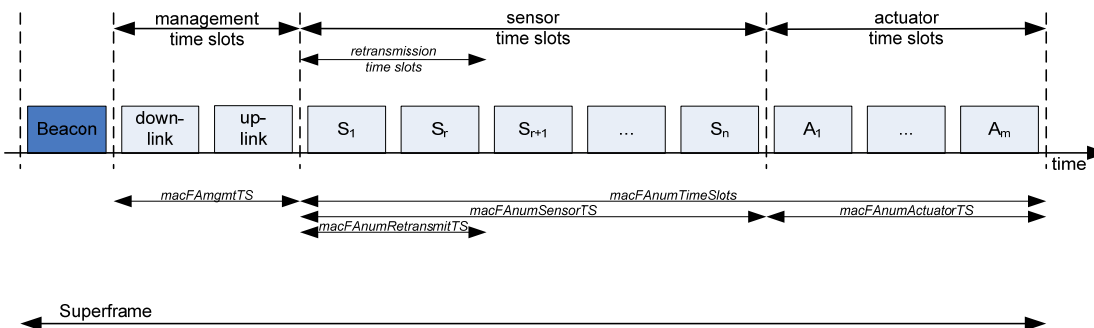 management
time slots
sensor
time slots
actuator
time slots
retransmission
time slots
Beacon
down-
link
up-
link
S1
Sr
Sr+1
...
Sn
A1
...
Am
time
macFAmgmtTS
macFAnumTimeSlots
macFAnumSensorTS
macFAnumActuatorTS
macFAnumRetransmitTS
Superframe